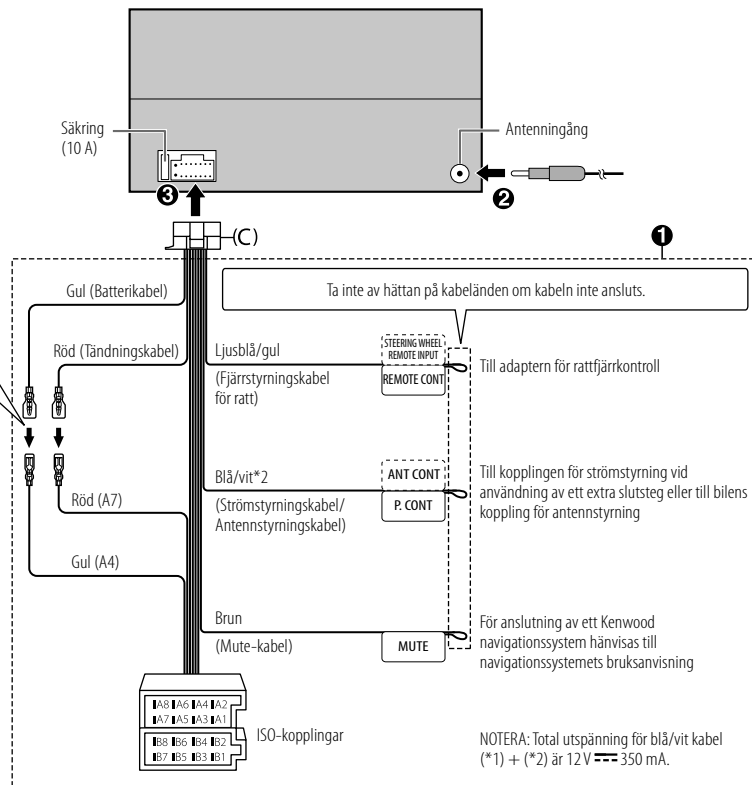 Säkring
(10 A)
Antenningång
❸
❷
(C)
❶
Gul (Batterikabel)
Ta inte av hättan på kabeländen om kabeln inte ansluts.
Röd (Tändningskabel)
Ljusblå/gul
(Fjärrstyrningskabel
för ratt)
STEERING WHEEL
REMOTE INPUT
REMOTE CONT
Till adaptern för rattfjärrkontroll
Blå/vit*2
(Strömstyrningskabel/
Antennstyrningskabel)
ANT CONT
P. CONT
Till kopplingen för strömstyrning vid
användning av ett extra slutsteg eller till bilens
koppling för antennstyrning
Röd (A7)
Gul (A4)
Brun
(Mute-kabel)
MUTE
För anslutning av ett Kenwood
navigationssystem hänvisas till
navigationssystemets bruksanvisning
A8 A6 A4 A2
A7 A5 A3 A1
B8 B6 B4 B2
B7 B5 B3 B1
ISO-kopplingar
NOTERA: Total utspänning för blå/vit kabel
(*1) + (*2) är 12 V ⎓ 350 mA.